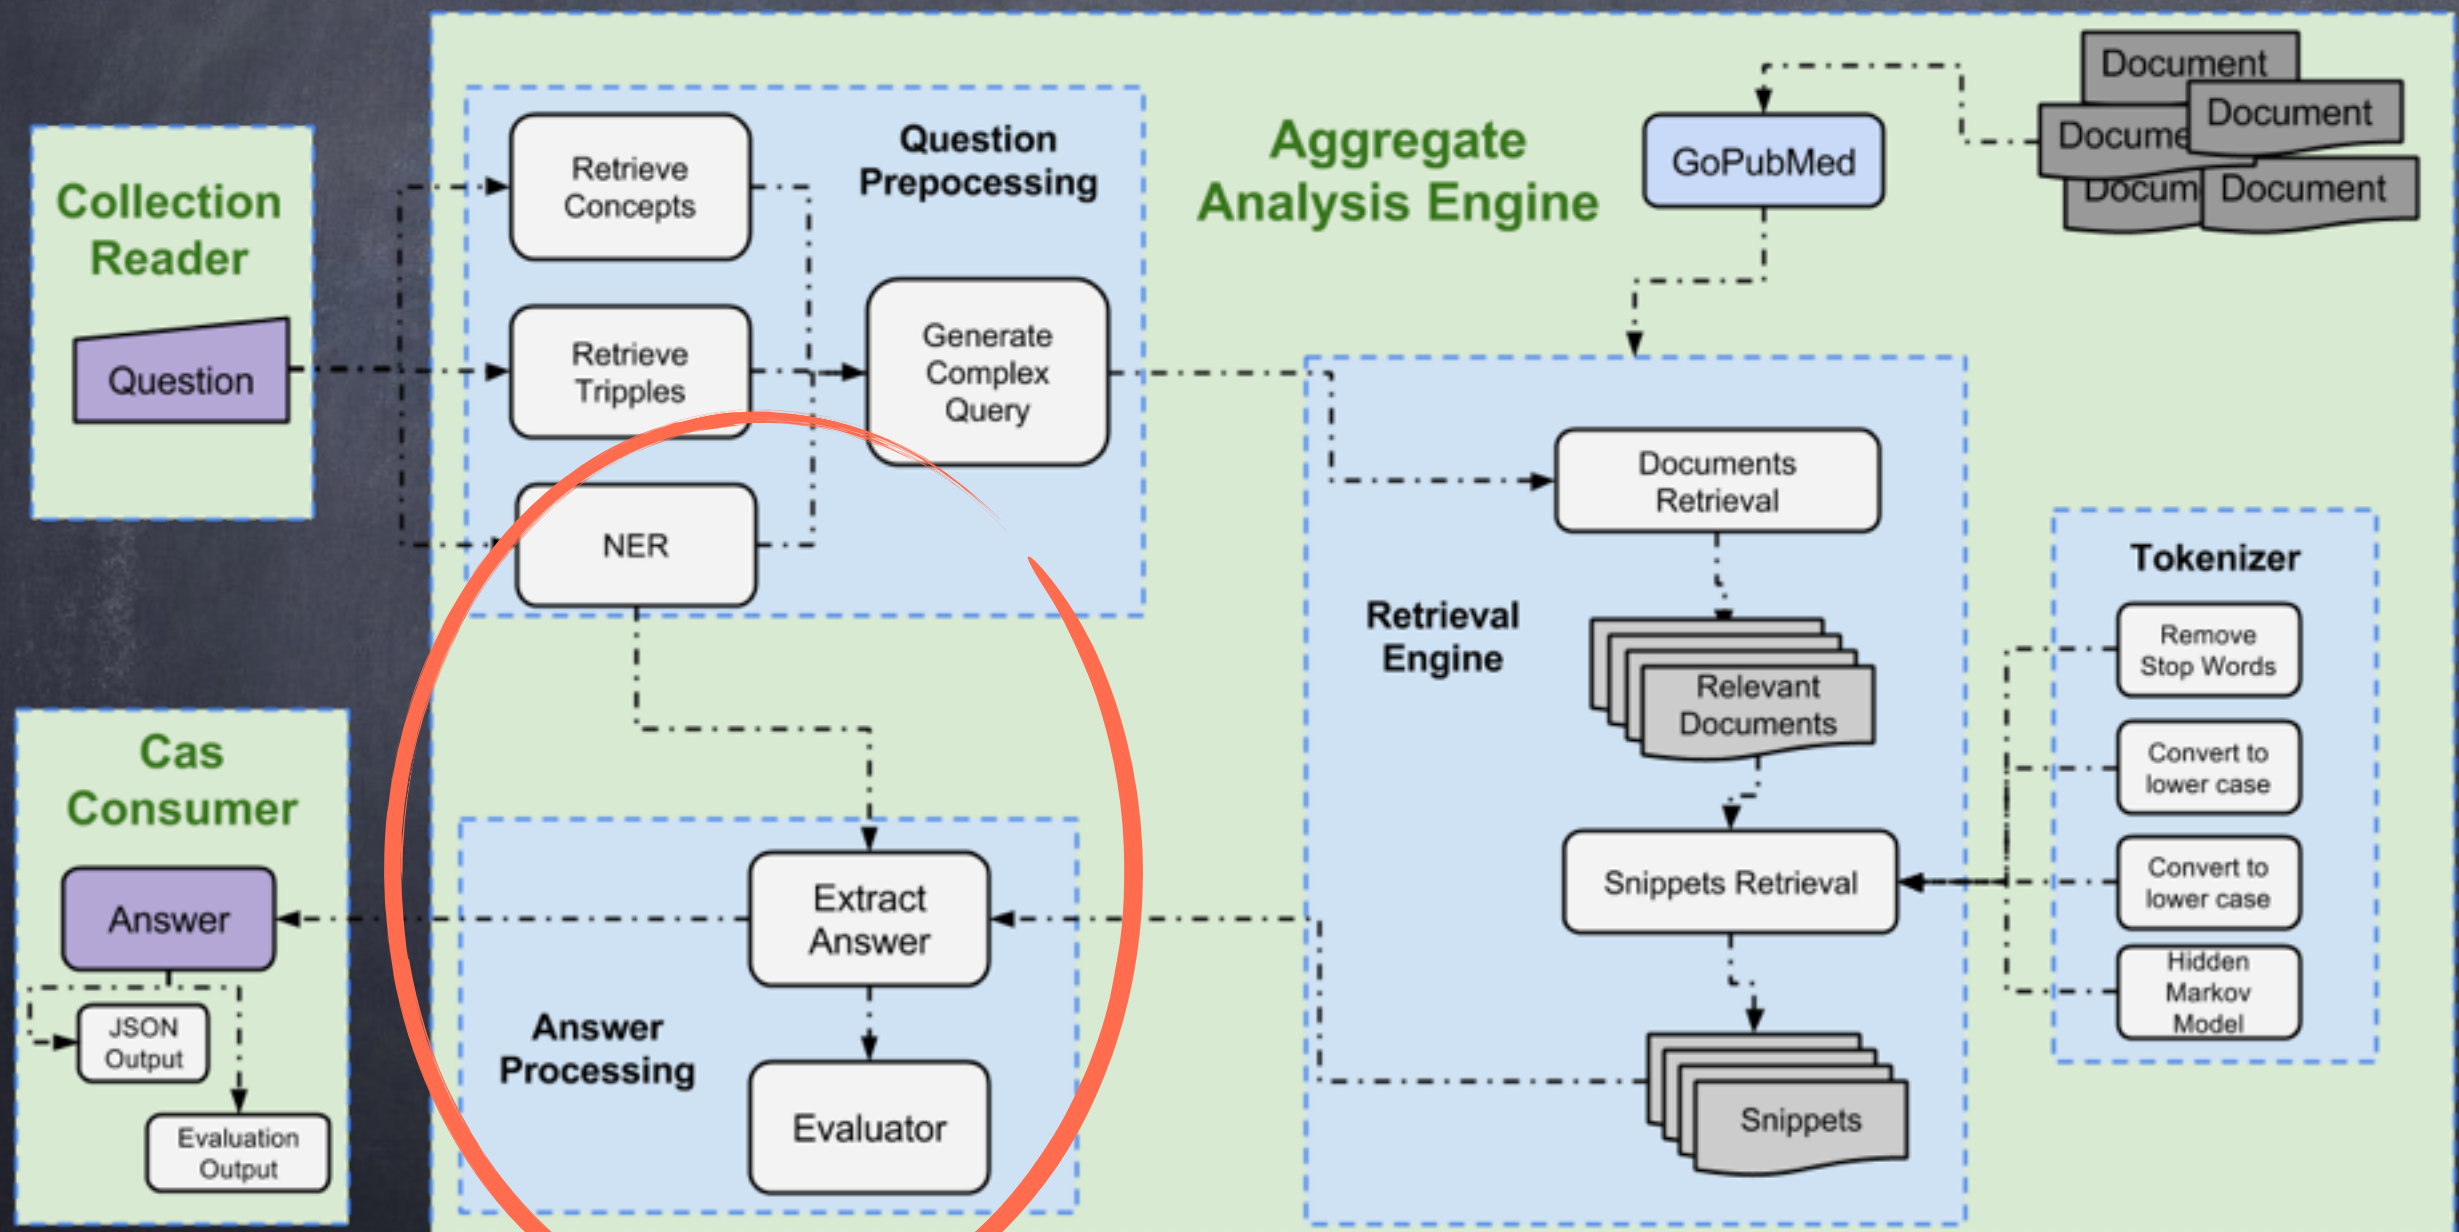 Collection
Reader
Question
Retrieve
Concepts
Question
Prepocessing
Retrieve
Tripples
Generate
Complex
Query
NER
Aggregate
Analysis Engine
GoPubMed
Document
Document
Docume
Docum
Document
Documents
Retrieval
Retrieval
Engine
Relevant
Documents
Snippets Retrieval
Snippets
Tokenizer
Remove
Stop Words
Convert to
lower case
Convert to
lower case
Hidden
Markov
Model
Cas
Consumer
Answer
JSON
Output
Evaluation
Output
Extract
Answer
Answer
Processing
Evaluator